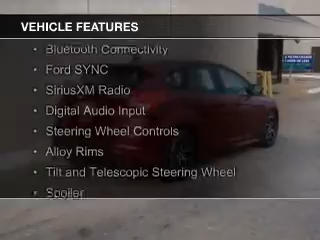 VEHICLE FEATURES
• Bluetooth Connectivity
• Ford SYNC
• SiriusXM Radio
• Digital Audio Input
• Steering Wheel Controls
• Alloy Rims
• Tilt and Telescopic Steering Wheel
• Spoiler